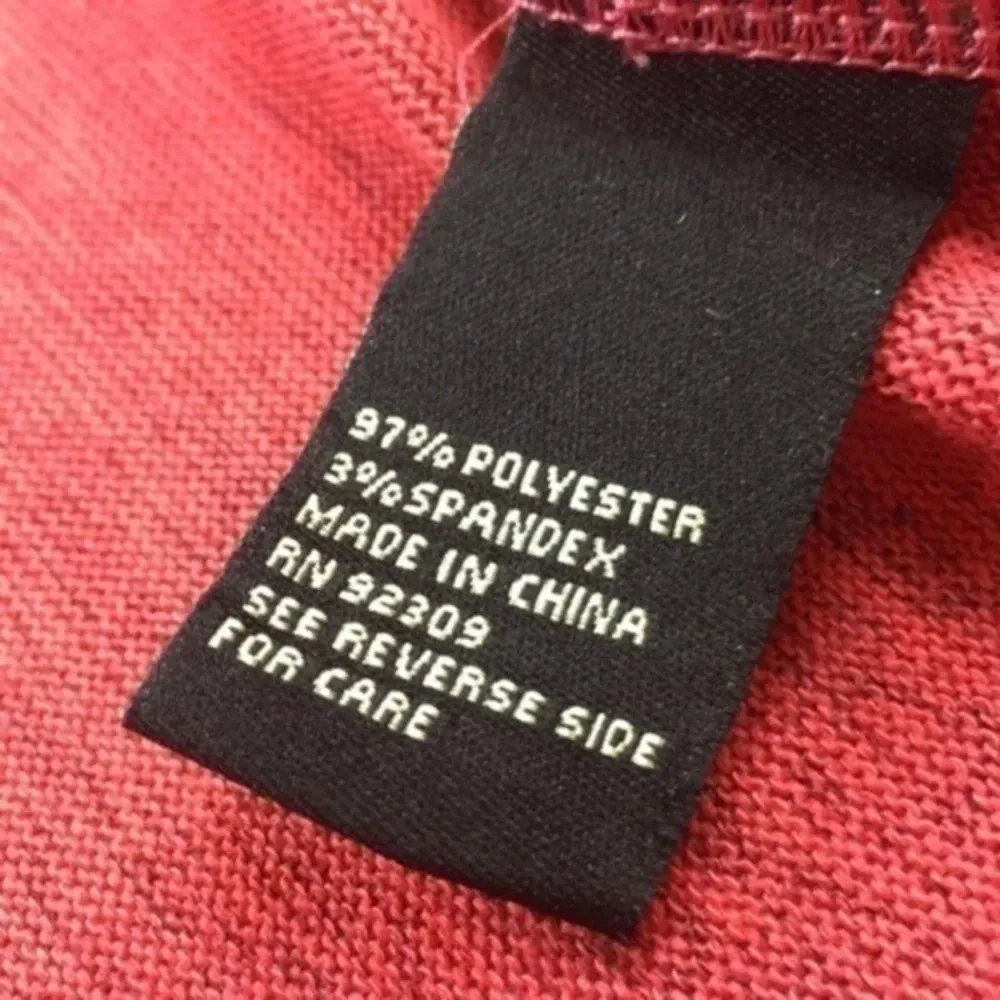 97% POLYESTER
3% SPANDEX
MADE IN CHINA
RN 92309
SEE REVERSE SIDE
FOR CARE